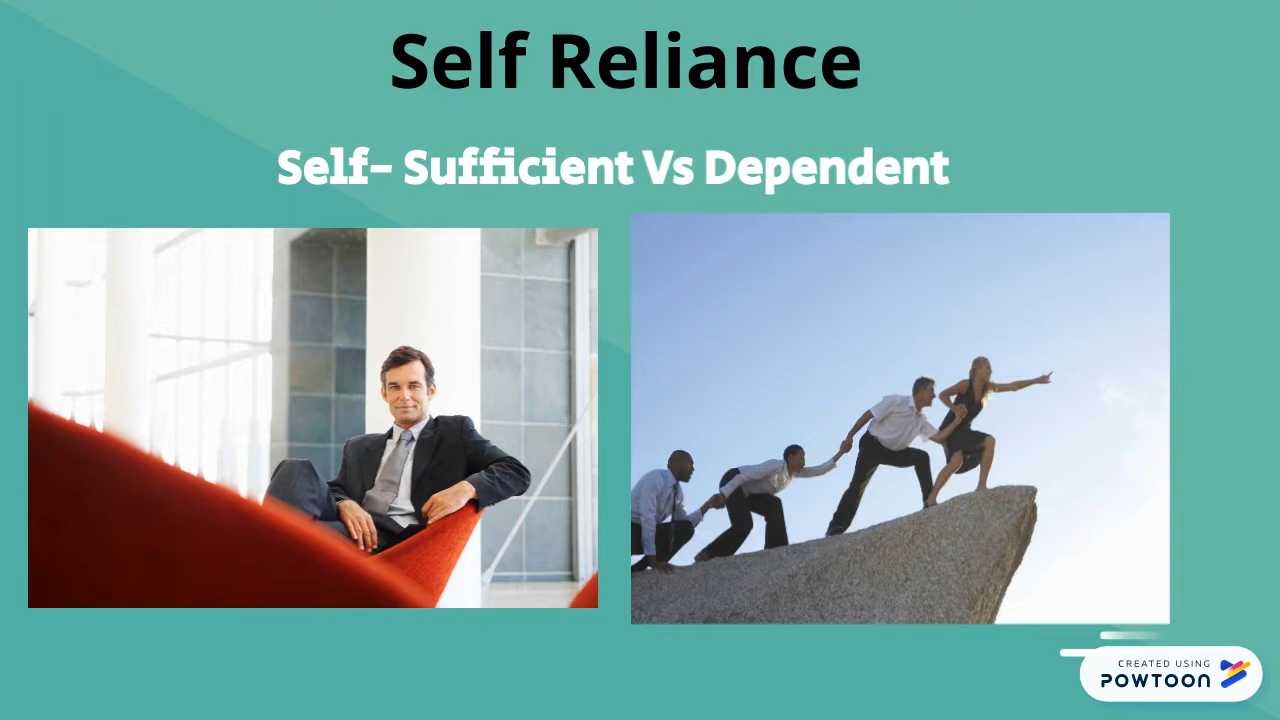 Self Reliance
Self- Sufficient Vs Dependent
CREATED USING
POWTOON